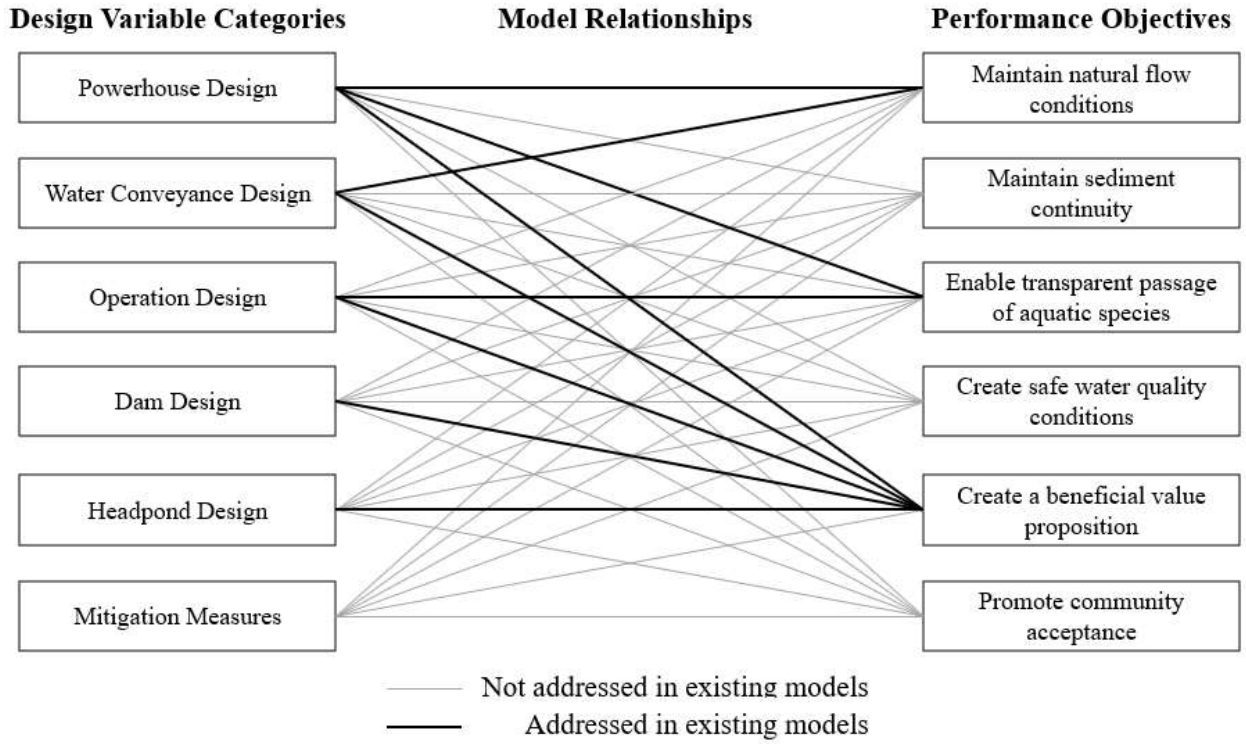 Design Variable Categories
Model Relationships
Performance Objectives
Powerhouse Design
Water Conveyance Design
Operation Design
Dam Design
Headpond Design
Mitigation Measures
Maintain natural flow
conditions
Maintain sediment
continuity
Enable transparent passage
of aquatic species
Create safe water quality
conditions
Create a beneficial value
proposition
Promote community
acceptance
Not addressed in existing models
Addressed in existing models